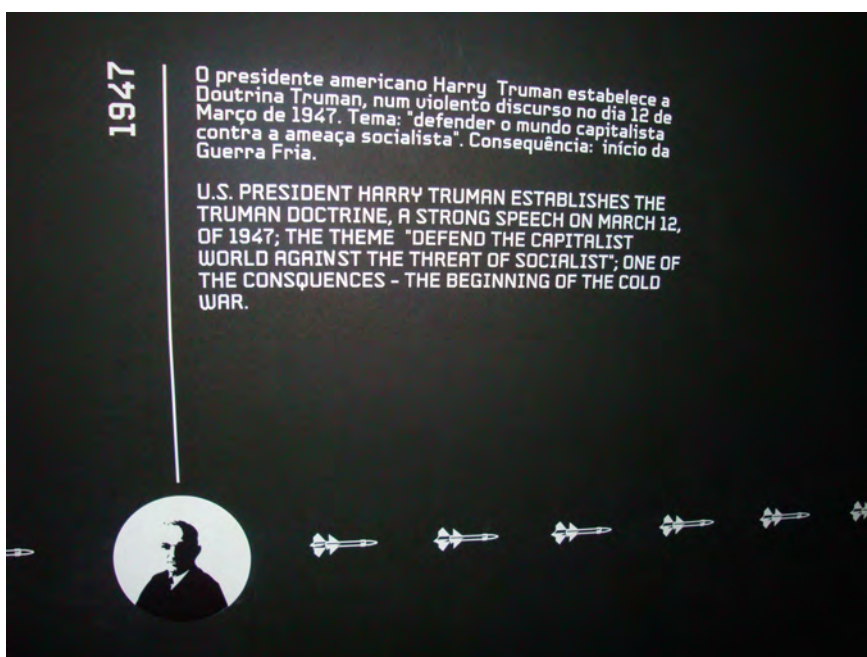 1947
O presidente americano Harry Truman estabelece a
Doutrina Truman, num violento discurso no dia 12 de
Março de 1947. Tema: "defender o mundo capitalista
contra a ameaça socialista". Consequência: início da
Guerra Fria.
U.S. PRESIDENT HARRY TRUMAN ESTABLISHES THE
TRUMAN DOCTRINE, A STRONG SPEECH ON MARCH 12,
OF 1947; THE THEME "DEFEND THE CAPITALIST
WORLD AGAINST THE THREAT OF SOCIALIST"; ONE OF
THE CONSQUENCES - THE BEGINNING OF THE COLD
WAR.